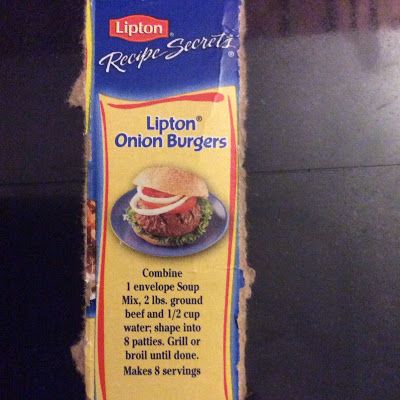 Lipton
Recipe Secrets®
Lipton®
Onion Burgers
Combine
1 envelope Soup
Mix, 2 lbs. ground
beef and 1/2 cup
water; shape into
8 patties. Grill or
broil until done.
Makes 8 servings